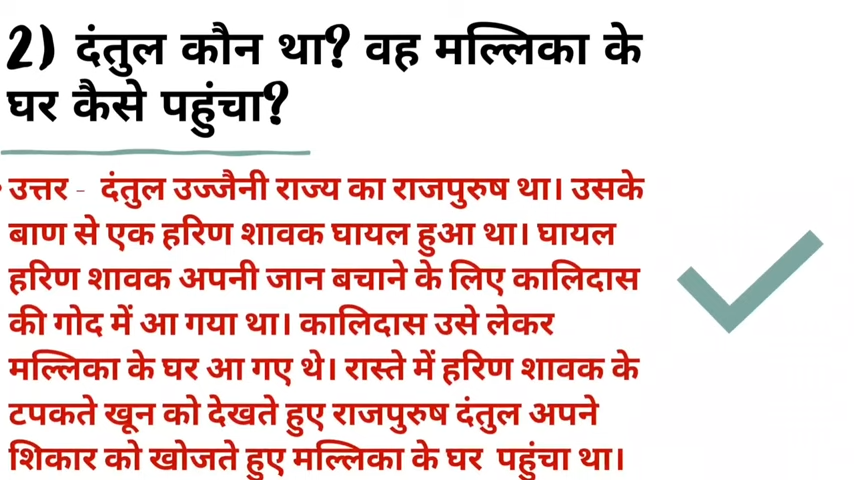 2) दंतुल कौन था? वह मल्लिका के
घर कैसे पहुंचा?
उत्तर - दंतुल उज्जैनी राज्य का राजपुरुष था। उसके
बाण से एक हरिण शावक घायल हुआ था। घायल
हरिण शावक अपनी जान बचाने के लिए कालिदास
की गोद में आ गया था। कालिदास उसे लेकर
मल्लिका के घर आ गए थे। रास्ते में हरिण शावक के
टपकते खून को देखते हुए राजपुरुष दंतुल अपने
शिकार को खोजते हुए मल्लिका के घर पहुंचा था।